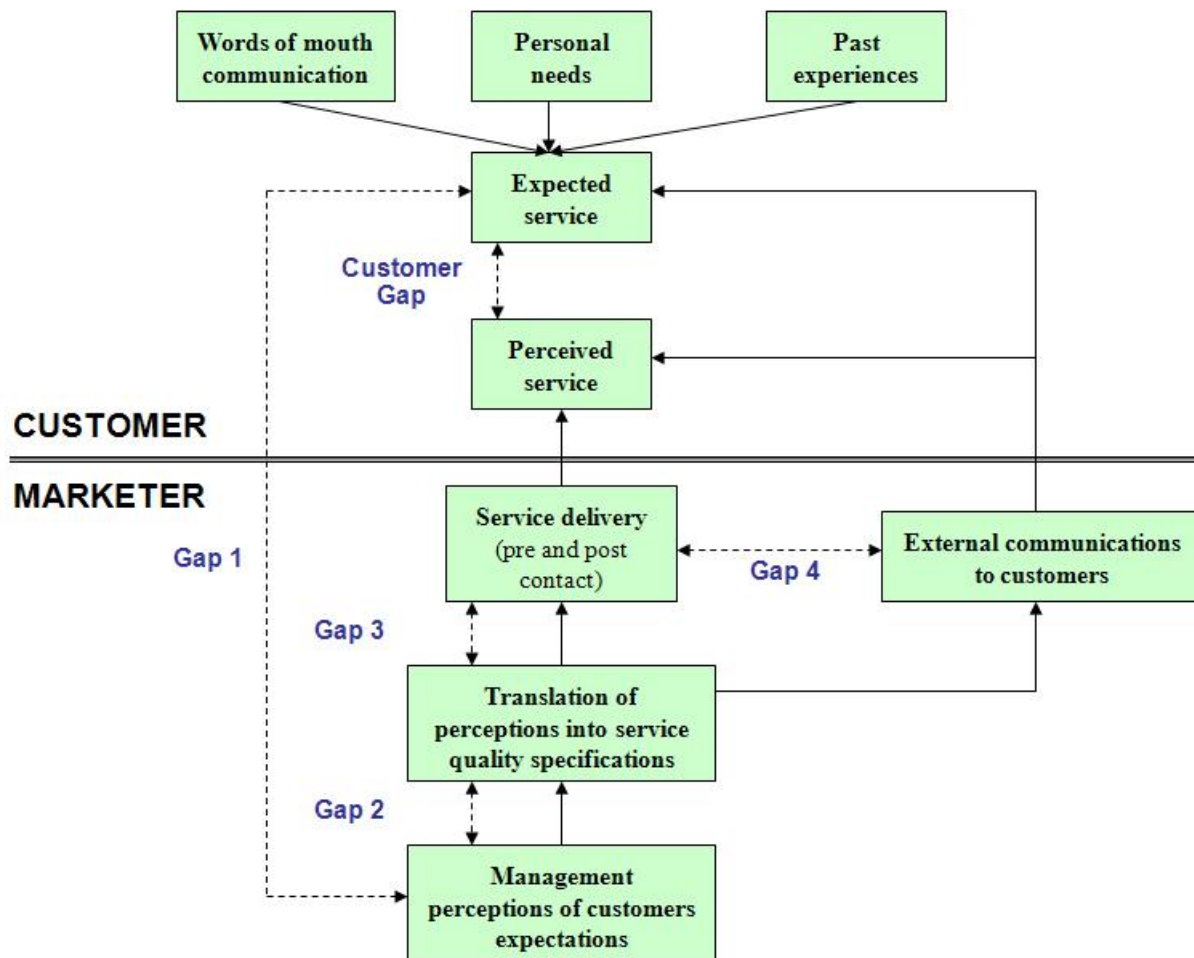 Words of mouth
communication
Personal
needs
Past
experiences
Expected
service
Customer
Gap
Perceived
service
CUSTOMER
MARKETER
Service delivery
(pre and post
contact)
External communications
to customers
Gap 1
Gap 4
Gap 3
Translation of
perceptions into service
quality specifications
Gap 2
Management
perceptions of customers
expectations